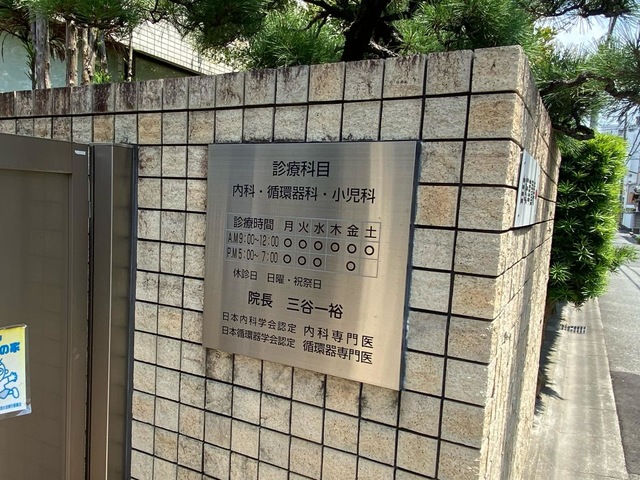 診療科目
内科・循環器科・小児科
診療時間 月 火 水 木 金 土
A.M 9:00~12:00 ○ ○ ○ ○ ○ ○
P.M 5:00~7:00 ○ ○ ○ ○
休診日 日曜・祝祭日
院長 三谷一裕
日本内科学会認定 内科専門医
日本循環器学会認定 循環器専門医
の家